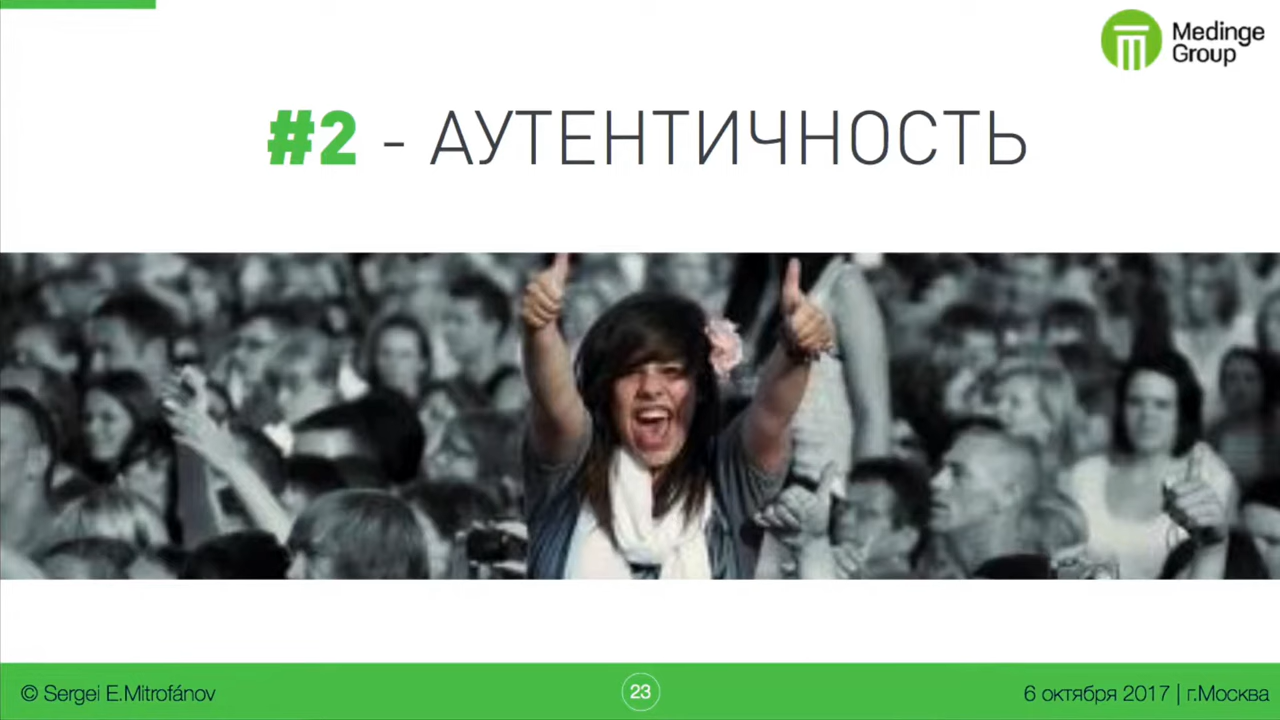 Medinge
Group
#2 - АУТЕНТИЧНОСТЬ
© Sergei E.Mitrofánov
23
6 октября 2017 | г.Москва